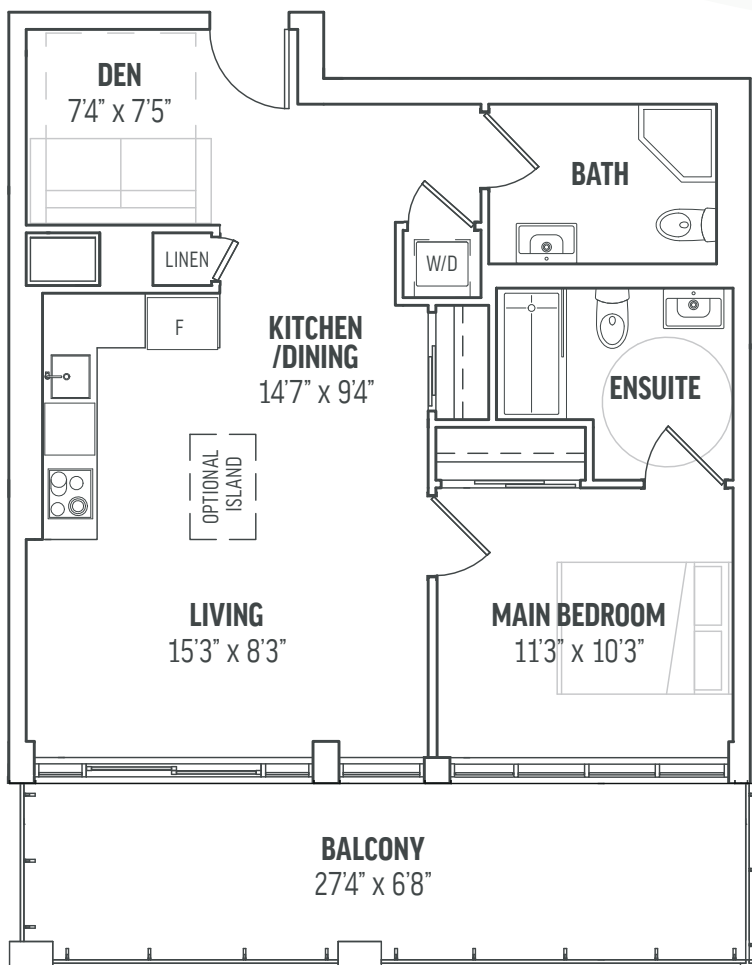 DEN
7'4" x 7'5"
BATH
LINEN
W/D
F
KITCHEN
/DINING
14'7" x 9'4"
ENSUITE
OPTIONAL
ISLAND
LIVING
15'3" x 8'3"
MAIN BEDROOM
11'3" x 10'3"
BALCONY
27'4" x 6'8"